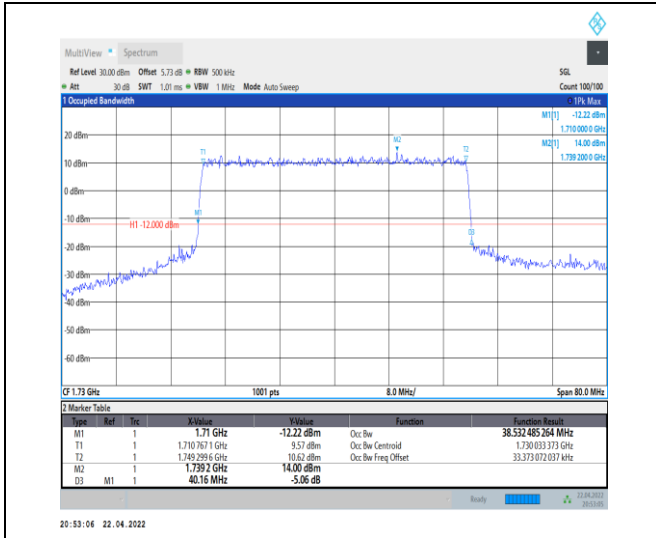 MultiView Spectrum
Ref Level 30.00 dBm Offset 5.73 dB RBW 500 kHz SGL
Att 30 dB SWT 1.01 ms VBW 1 MHz Mode Auto Sweep Count 100/100
1 Occupied Bandwidth 1Pk Max
M1[1] -12.22 dBm
1.710 000 0 GHz
M2[1] 14.00 dBm
1.739 200 0 GHz
20 dBm
M2
T1
T2
10 dBm
0 dBm
M1
-10 dBm
H1 -12.000 dBm
D3
-20 dBm
-30 dBm
-40 dBm
-50 dBm
-60 dBm
CF 1.73 GHz 1001 pts 8.0 MHz/ Span 80.0 MHz
2 Marker Table
Type Ref Trc X-Value Y-Value Function Function Result
M1 1 1.71 GHz -12.22 dBm Occ Bw 38.532 485 264 MHz
T1 1 1.710 767 1 GHz 9.57 dBm Occ Bw Centroid 1.730 033 373 GHz
T2 1 1.749 299 6 GHz 10.62 dBm Occ Bw Freq Offset 33.373 072 037 kHz
M2 1 1.739 2 GHz 14.00 dBm
D3 M1 1 40.16 MHz -5.06 dB
Ready 22.04.2022
20:53:05
20:53:06 22.04.2022